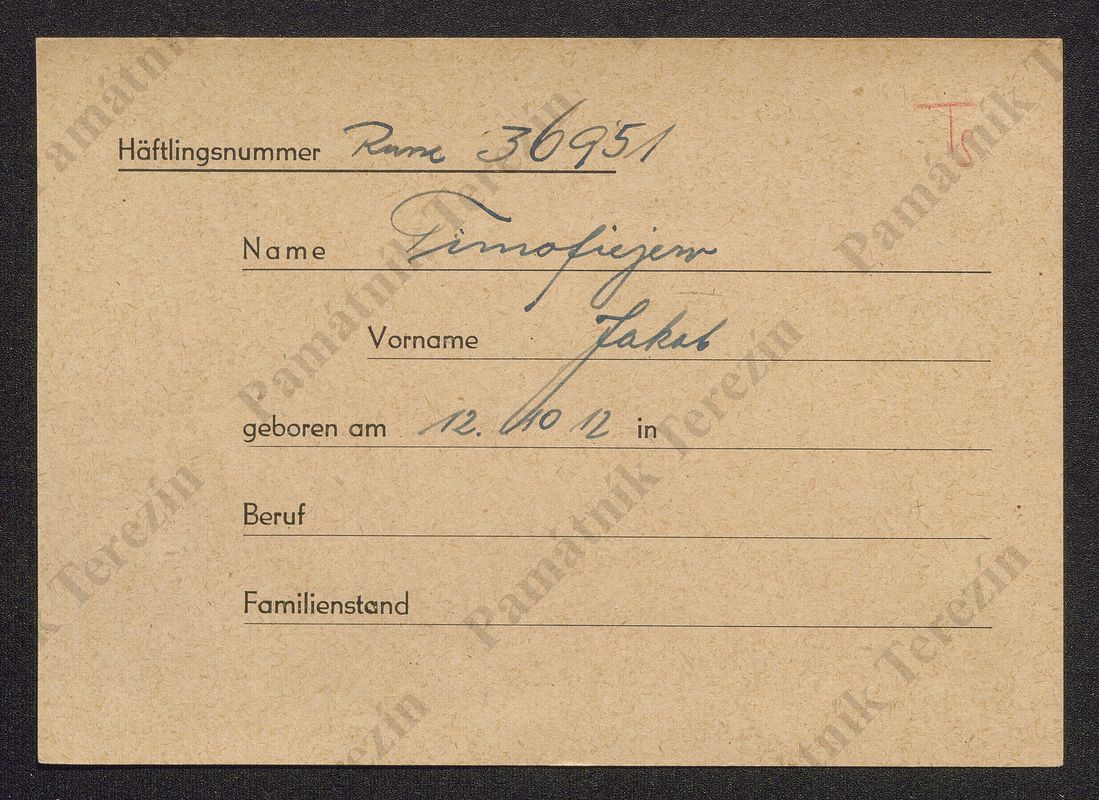 Ts
Häftlingsnummer Russe 36951
Name Timofiejew
Vorname Jakob
geboren am 12. 10 12 in
Beruf
Familienstand
Památník Terezín